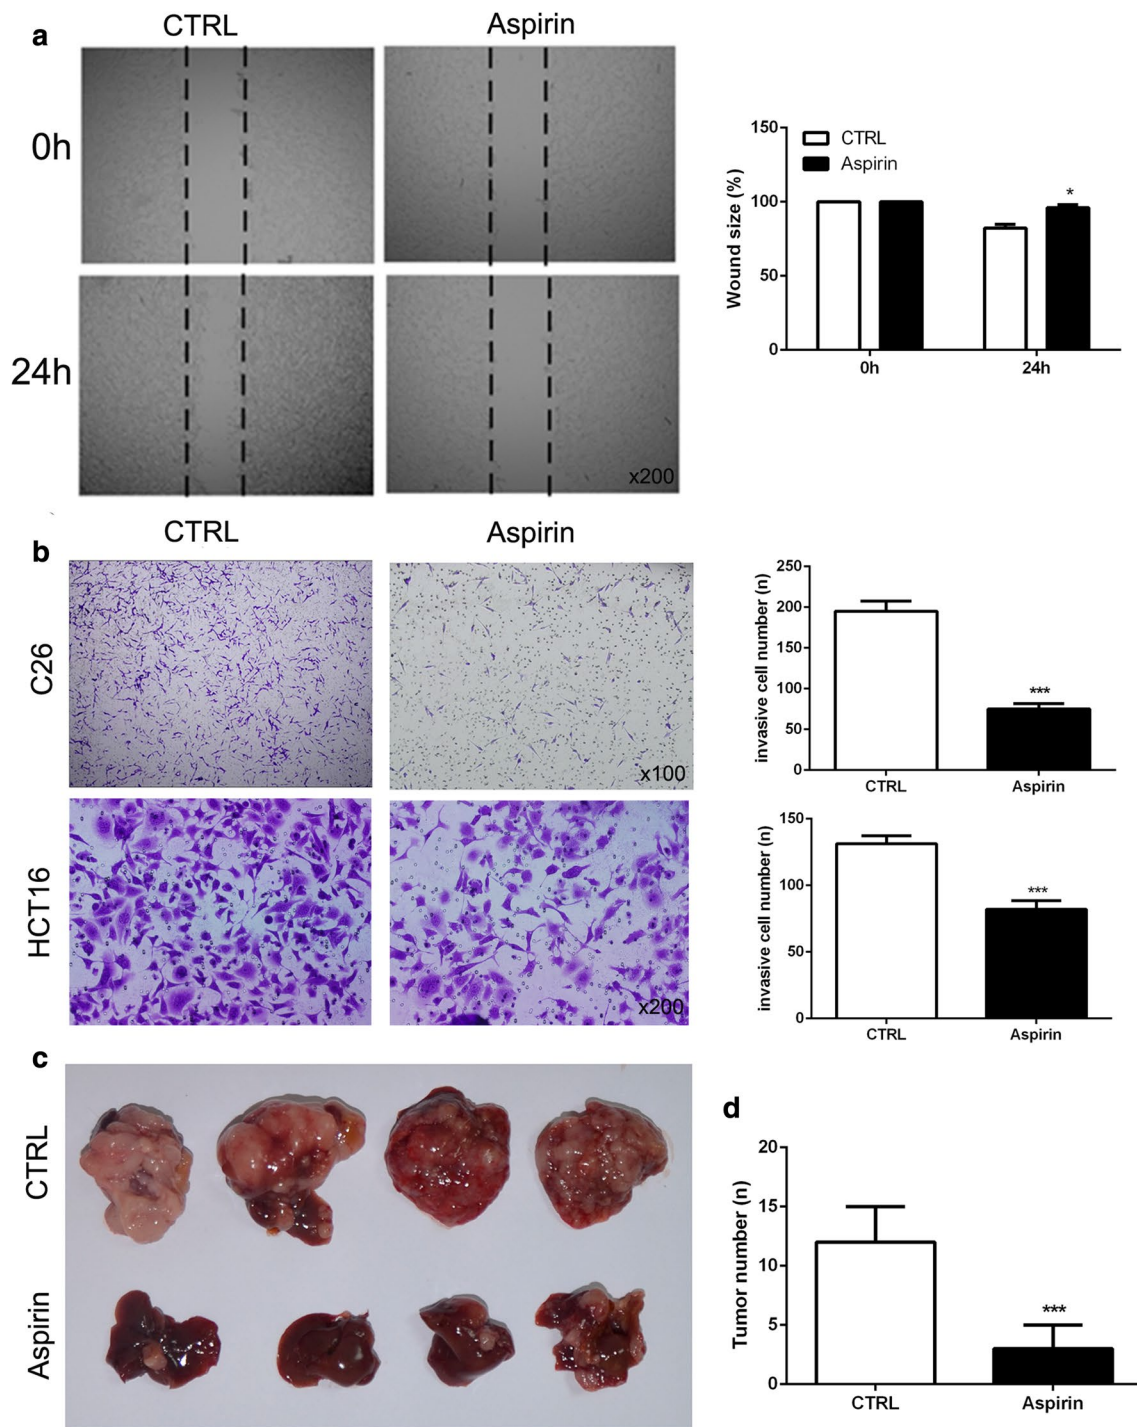 a
CTRL
Aspirin
0h
24h
x200
150
100
50
0
Wound size (%)
CTRL
Aspirin
*
0h
24h
b
CTRL
Aspirin
C26
x100
HCT16
x200
250
200
150
100
50
0
invasive cell number (n)
***
CTRL
Aspirin
150
100
50
0
invasive cell number (n)
***
CTRL
Aspirin
c
CTRL
Aspirin
d
20
15
10
5
0
Tumor number (n)
***
CTRL
Aspirin